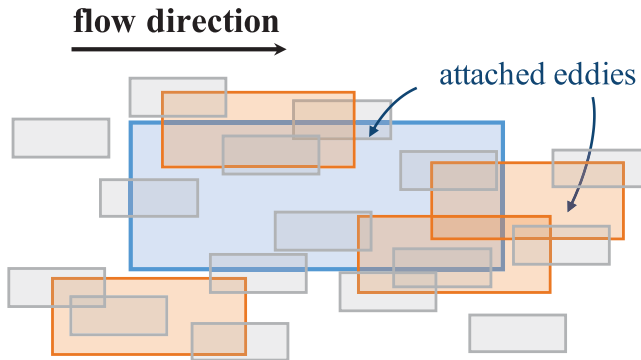 flow direction
attached eddies